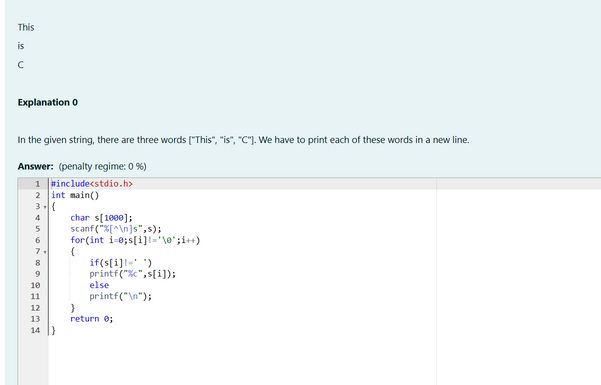 This
is
C
Explanation 0
In the given string, there are three words ["This", "is", "C"]. We have to print each of these words in a new line.
Answer: (penalty regime: 0 %)
1 #include<stdio.h>
2 int main()
3 {
4 char s[1000];
5 scanf("%[^\n]s",s);
6 for(int i=0;s[i]!='\0';i++)
7 {
8 if(s[i]!=' ')
9 printf("%c",s[i]);
10 else
11 printf("\n");
12 }
13 return 0;
14 }